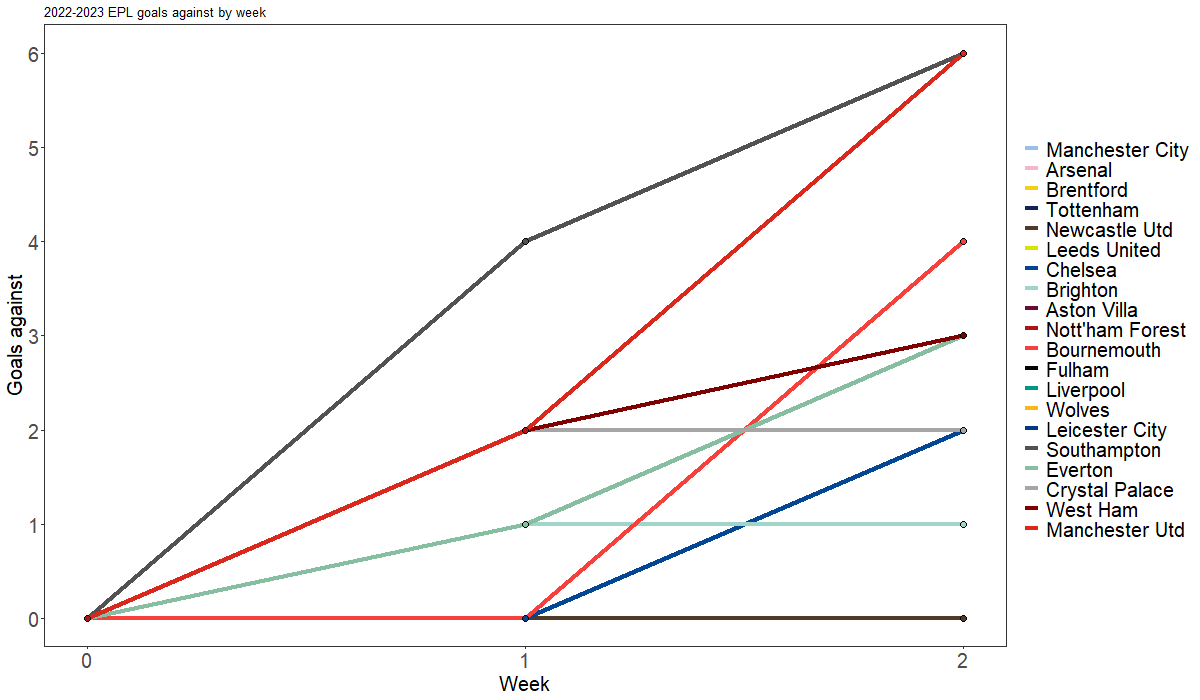 2022-2023 EPL goals against by week
Goals against
6
5
4
3
2
1
0
0
1
2
Week
Manchester City
Arsenal
Brentford
Tottenham
Newcastle Utd
Leeds United
Chelsea
Brighton
Aston Villa
Nott'ham Forest
Bournemouth
Fulham
Liverpool
Wolves
Leicester City
Southampton
Everton
Crystal Palace
West Ham
Manchester Utd